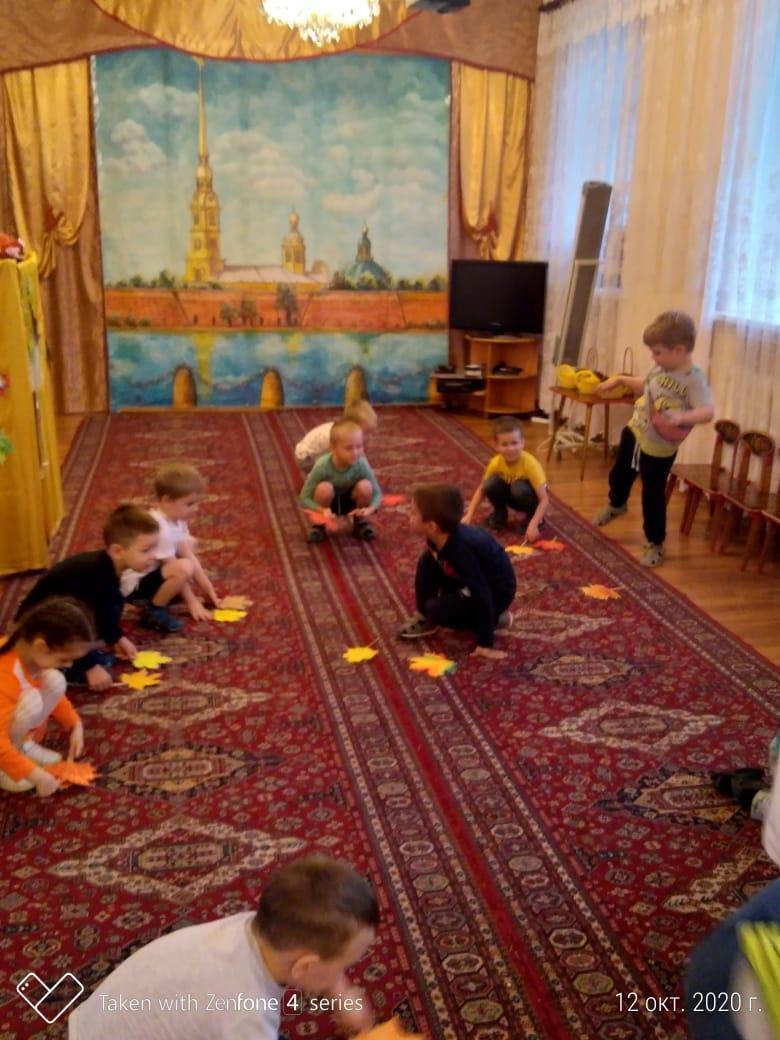 Taken with Zenfone 4 series
12 окт. 2020 г.